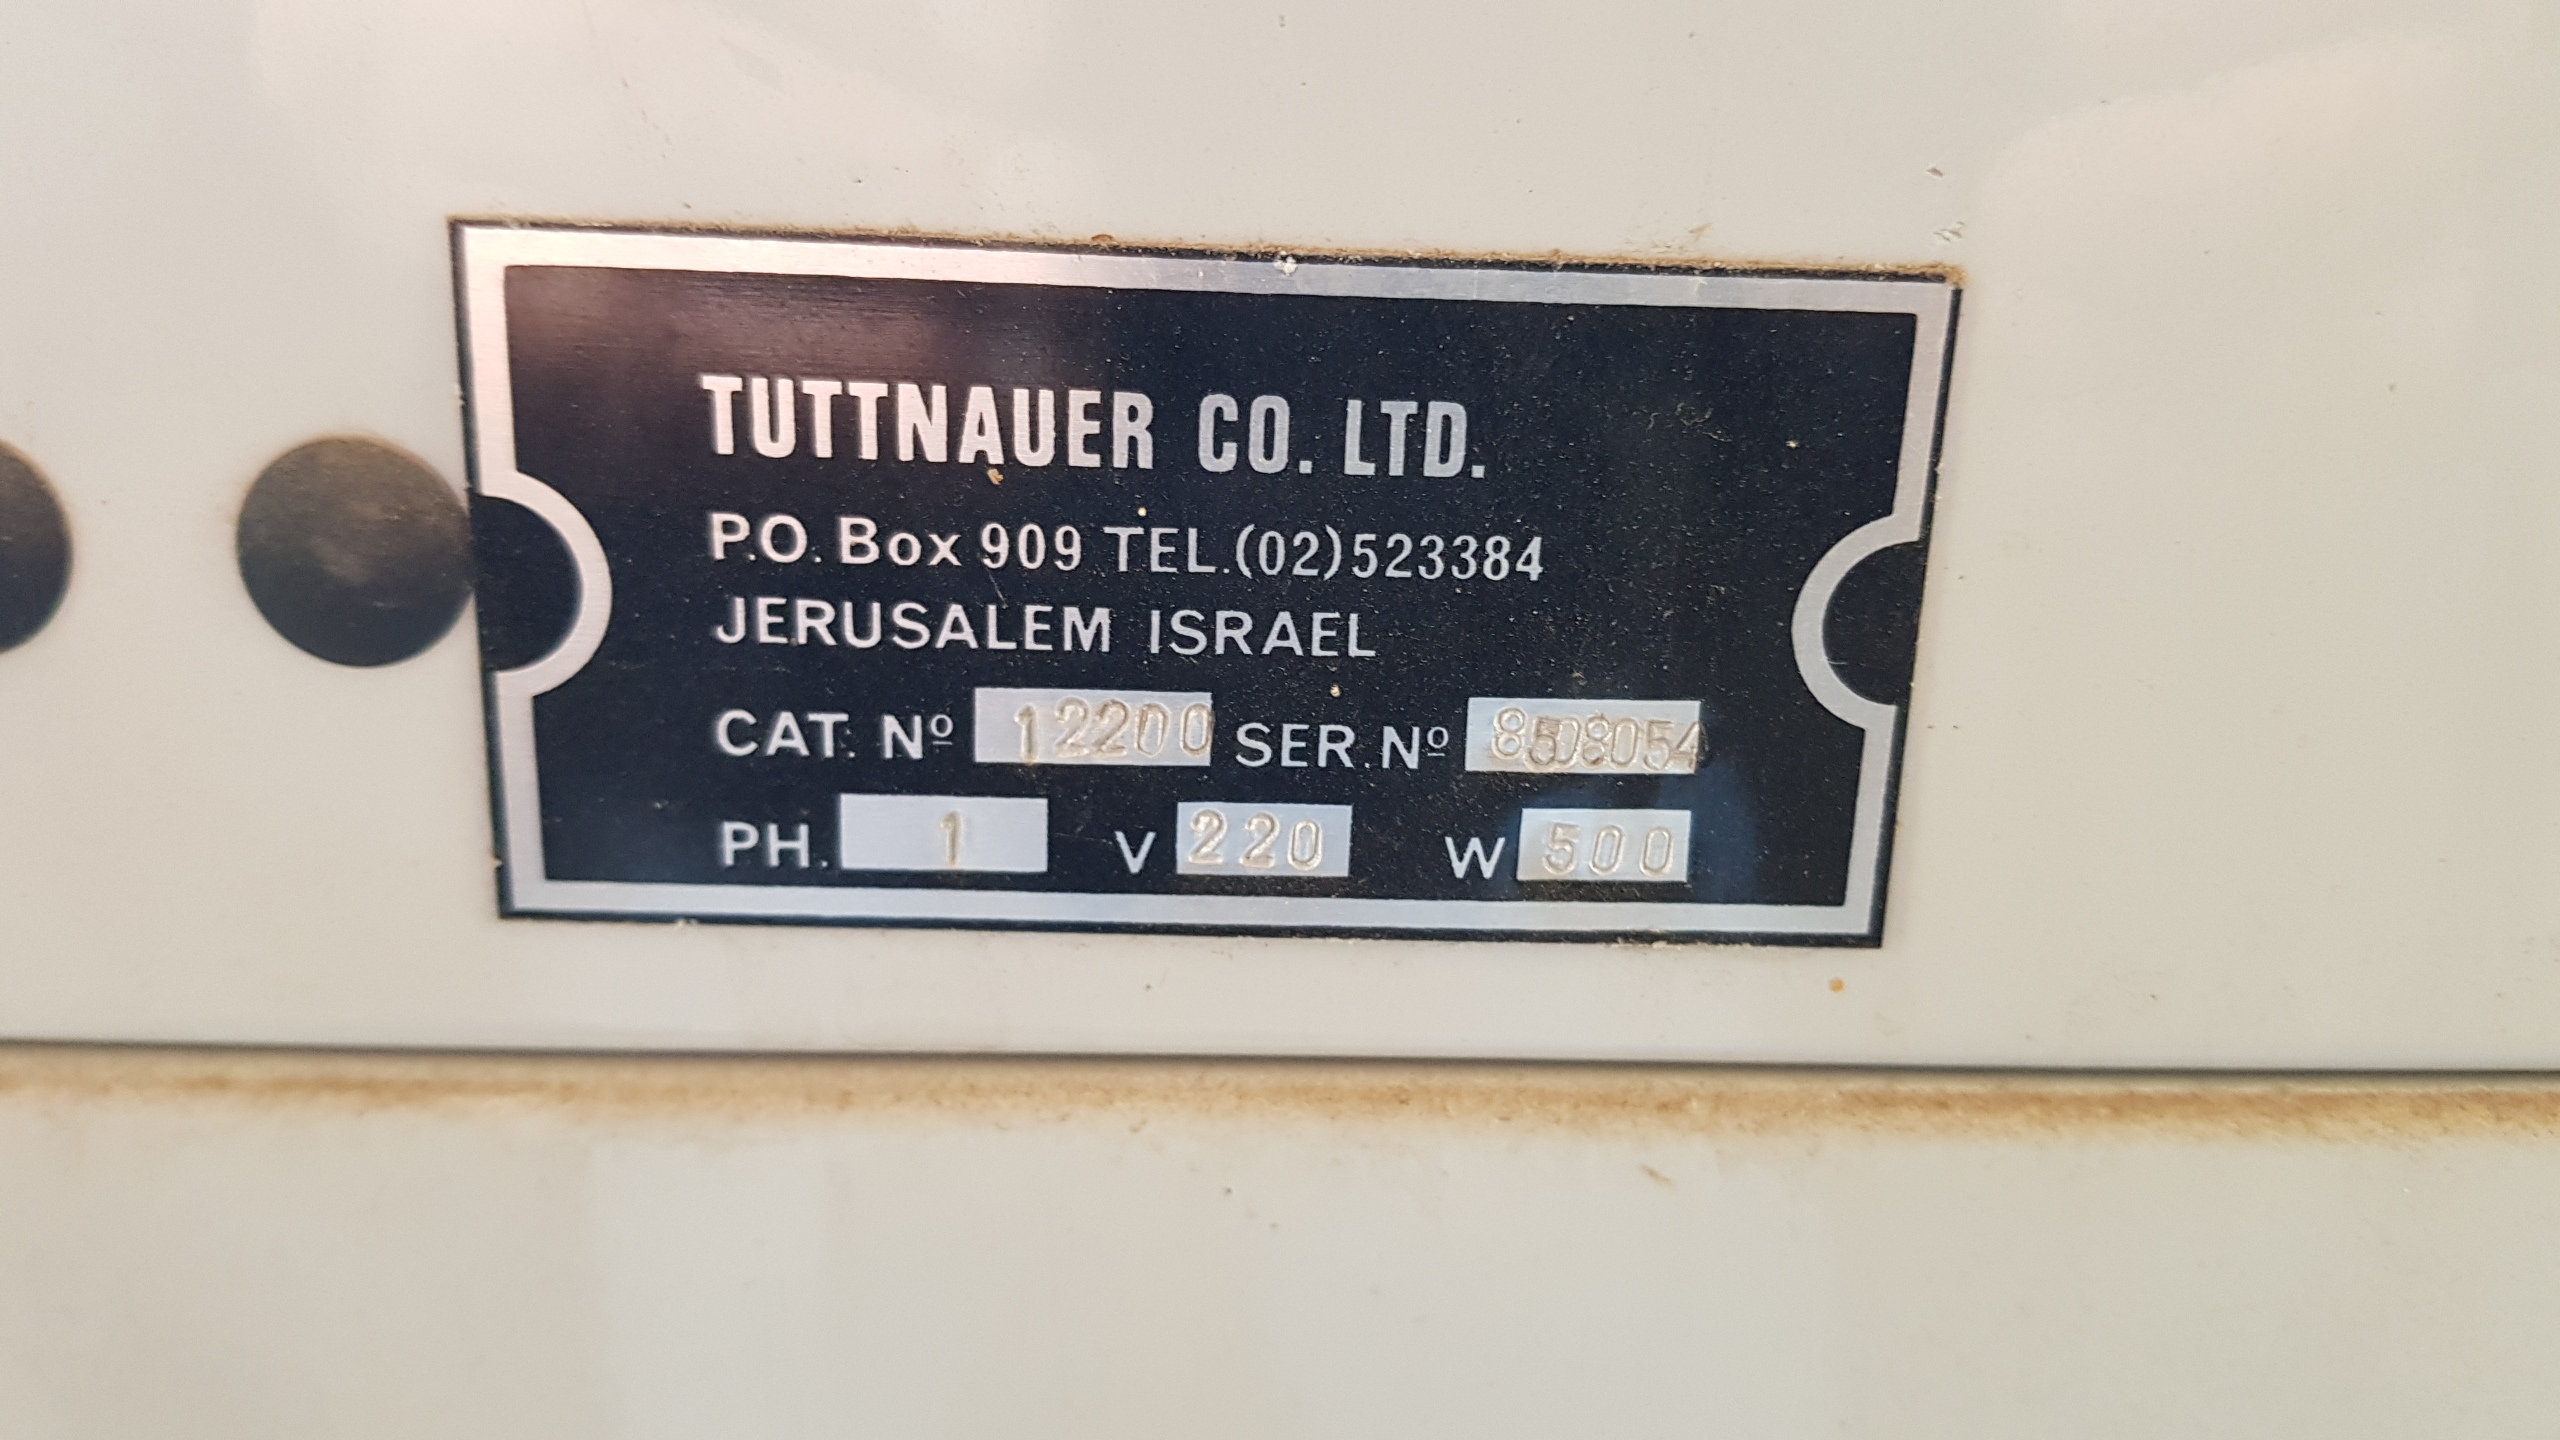 TUTTNAUER CO. LTD.
P.O. Box 909 TEL.(02)523384
JERUSALEM ISRAEL
CAT. Nº 12200 SER. Nº 8508054
PH. 1 V 220 W 500